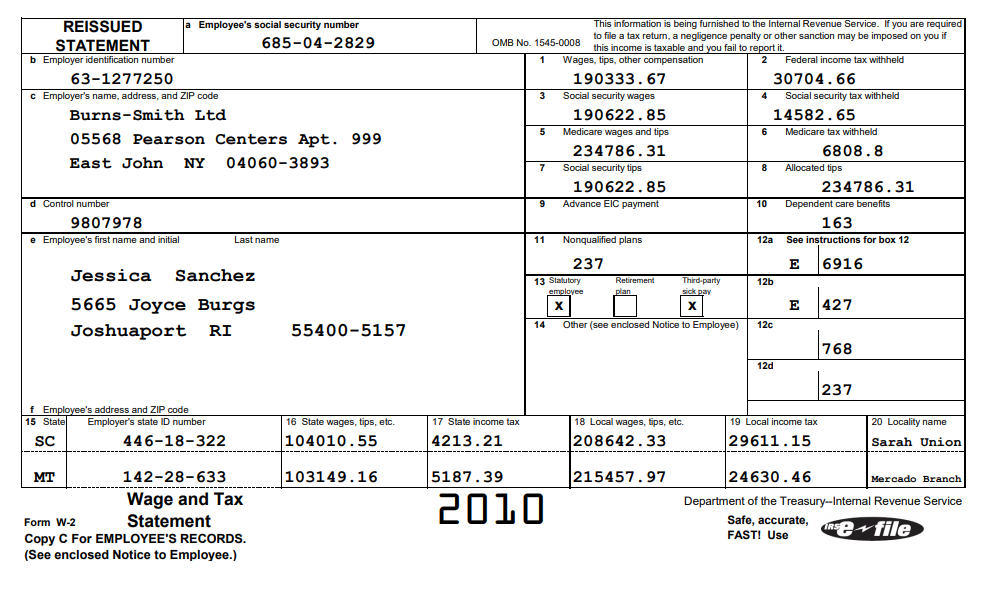 REISSUED
STATEMENT
a Employee's social security number
685-04-2829
OMB No. 1545-0008
This information is being furnished to the Internal Revenue Service. If you are required
to file a tax return, a negligence penalty or other sanction may be imposed on you if
this income is taxable and you fail to report it.
b Employer identification number
63-1277250
1 Wages, tips, other compensation
190333.67
2 Federal income tax withheld
30704.66
c Employer's name, address, and ZIP code
Burns-Smith Ltd
05568 Pearson Centers Apt. 999
East John NY 04060-3893
3 Social security wages
190622.85
4 Social security tax withheld
14582.65
5 Medicare wages and tips
234786.31
6 Medicare tax withheld
6808.8
7 Social security tips
190622.85
8 Allocated tips
234786.31
d Control number
9807978
9 Advance EIC payment
10 Dependent care benefits
163
e Employee's first name and initial Last name
Jessica Sanchez
5665 Joyce Burgs
Joshuaport RI 55400-5157
11 Nonqualified plans
237
12a See instructions for box 12
E 6916
13 Statutory employee
X
Retirement plan
Third-party sick pay
X
12b
E 427
14 Other (see enclosed Notice to Employee)
12c
768
12d
237
f Employee's address and ZIP code
15 State Employer's state ID number 16 State wages, tips, etc. 17 State income tax 18 Local wages, tips, etc. 19 Local income tax 20 Locality name
SC 446-18-322 104010.55 4213.21 208642.33 29611.15 Sarah Union
MT 142-28-633 103149.16 5187.39 215457.97 24630.46 Mercado Branch
Form W-2
Wage and Tax
Statement
2010
Department of the Treasury--Internal Revenue Service
Copy C For EMPLOYEE'S RECORDS.
(See enclosed Notice to Employee.)
Safe, accurate,
FAST! Use
IRS e-file